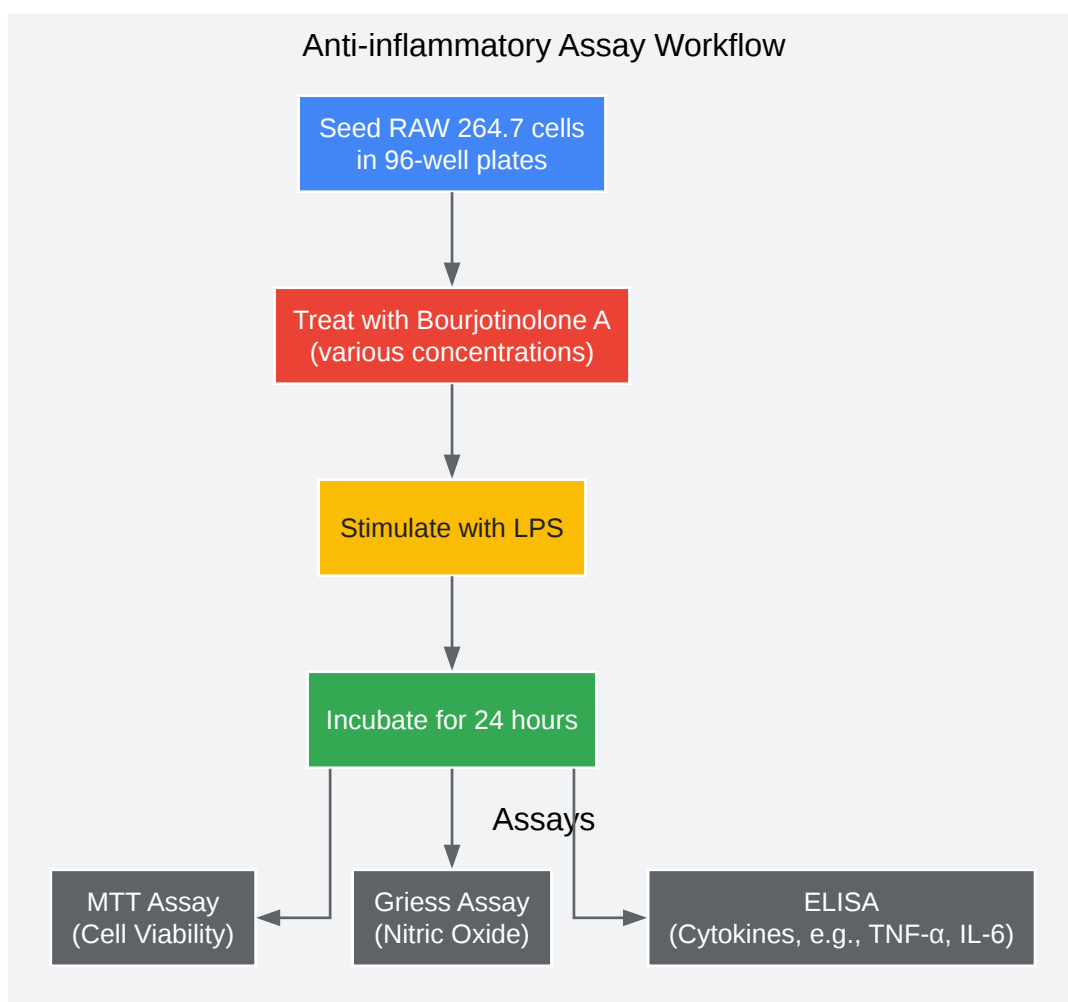 Anti-inflammatory Assay Workflow
Seed RAW 264.7 cells
in 96-well plates
Treat with Bourjotinolone A
(various concentrations)
Stimulate with LPS
Incubate for 24 hours
Assays
MTT Assay
(Cell Viability)
Griess Assay
(Nitric Oxide)
ELISA
(Cytokines, e.g., TNF-α, IL-6)